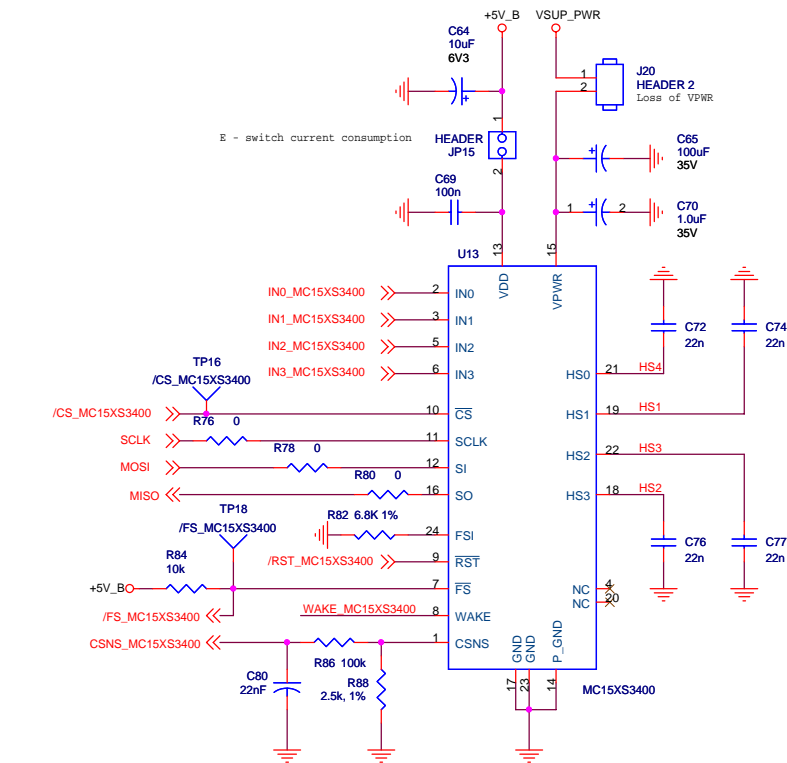 +5V_B
VSUP_PWR
C64
10uF
6V3
1
2
J20
HEADER 2
Loss of VPWR
E - switch current consumption
1
HEADER
JP15
2
C65
100uF
35V
C69
100n
1
2
C70
1.0uF
35V
U13
13
15
VDD
VPWR
IN0_MC15XS3400
2
IN0
IN1_MC15XS3400
3
IN1
IN2_MC15XS3400
5
IN2
IN3_MC15XS3400
6
IN3
C72
22n
C74
22n
TP16
/CS_MC15XS3400
HS0
21
HS4
/CS_MC15XS3400
10
CS
HS1
19
HS1
R76
0
SCLK
11
SCLK
R78
0
HS2
22
HS3
MOSI
12
SI
R80
0
MISO
16
SO
HS3
18
HS2
TP18
/FS_MC15XS3400
R82 6.8K 1%
24
FSI
C76
22n
C77
22n
R84
10k
/RST_MC15XS3400
9
RST
+5V_B
7
FS
NC
4
NC
20
/FS_MC15XS3400
WAKE_MC15XS3400
8
WAKE
CSNS_MC15XS3400
1
CSNS
GND
GND
P_GND
R86 100k
C80
22nF
R88
2.5k, 1%
17
23
14
MC15XS3400